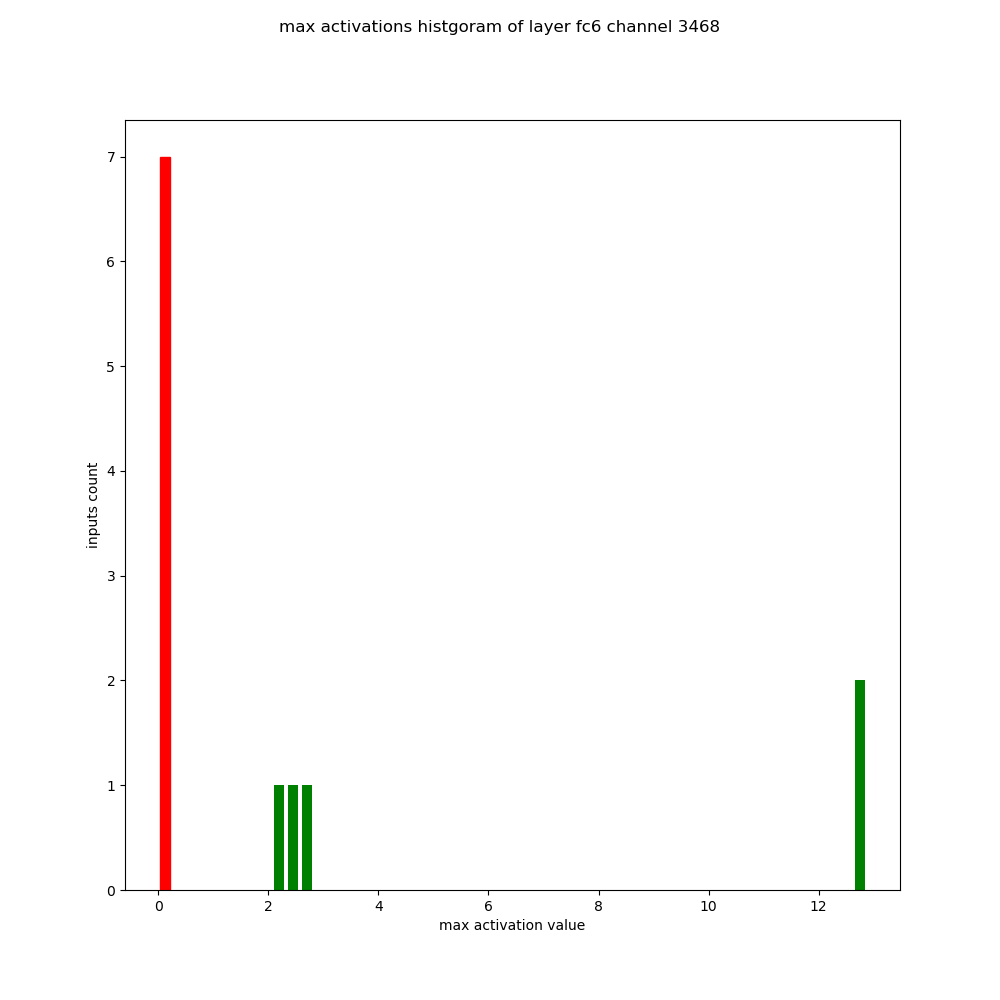 max activations histgoram of layer fc6 channel 3468
7
6
5
4
3
2
1
0
inputs count
0 2 4 6 8 10 12
max activation value